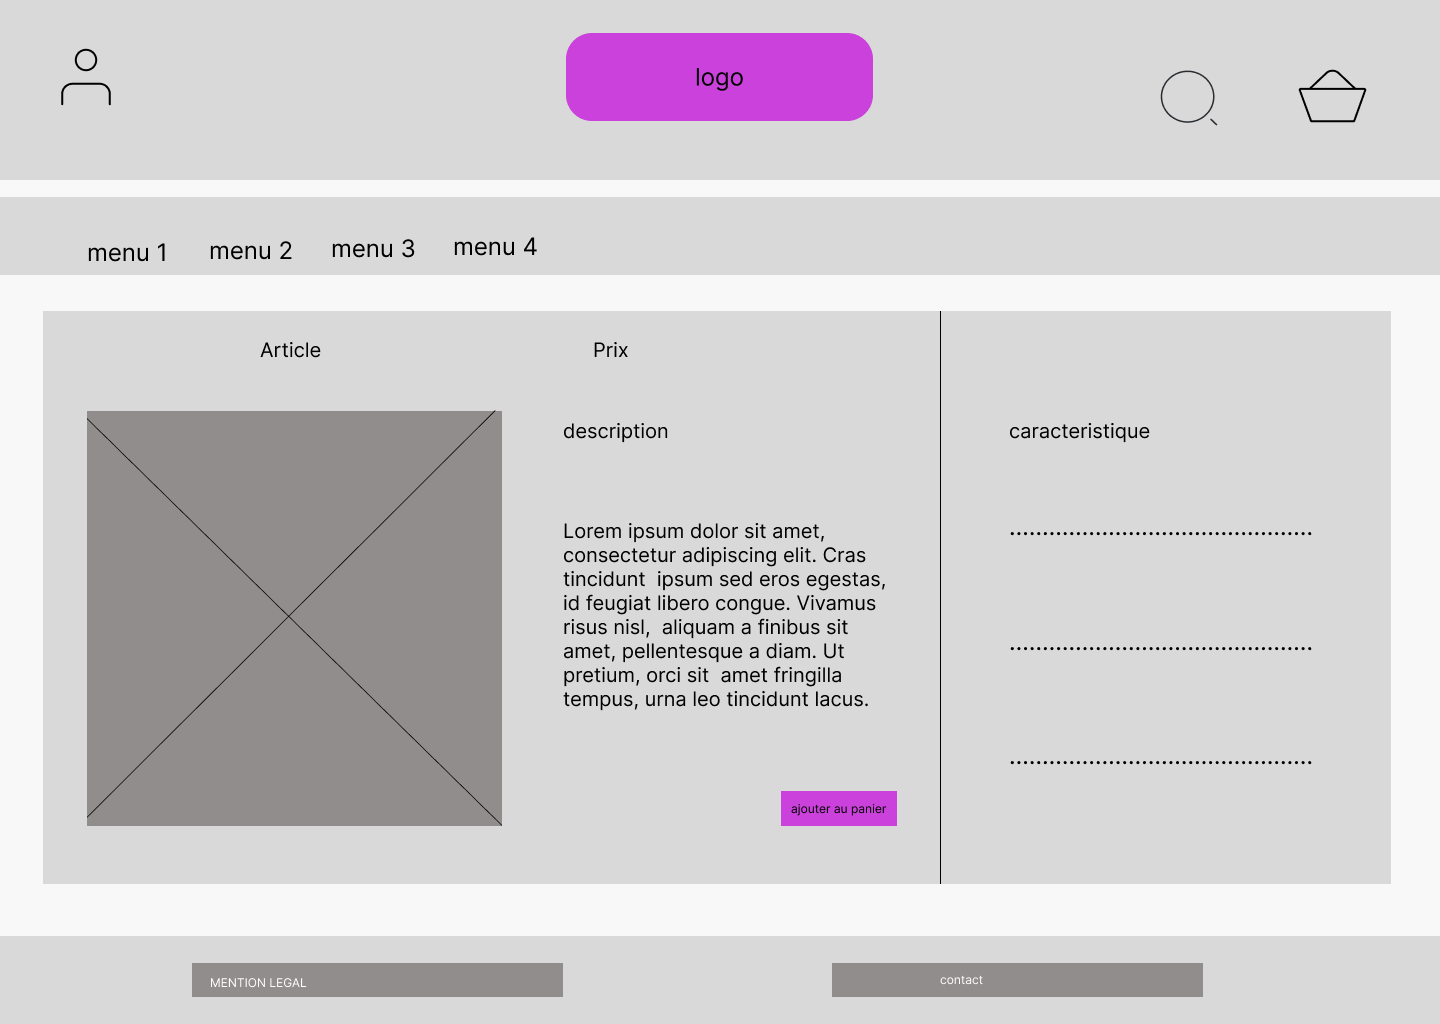 logo
menu 1
menu 2
menu 3
menu 4
Article
Prix
description
caracteristique
Lorem ipsum dolor sit amet,
consectetur adipiscing elit. Cras
tincidunt  ipsum sed eros egestas,
id feugiat libero congue. Vivamus
risus nisl,  aliquam a finibus sit
amet, pellentesque a diam. Ut
pretium, orci sit  amet fringilla
tempus, urna leo tincidunt lacus.
..............................................
..............................................
..............................................
ajouter au panier
MENTION LEGAL
contact